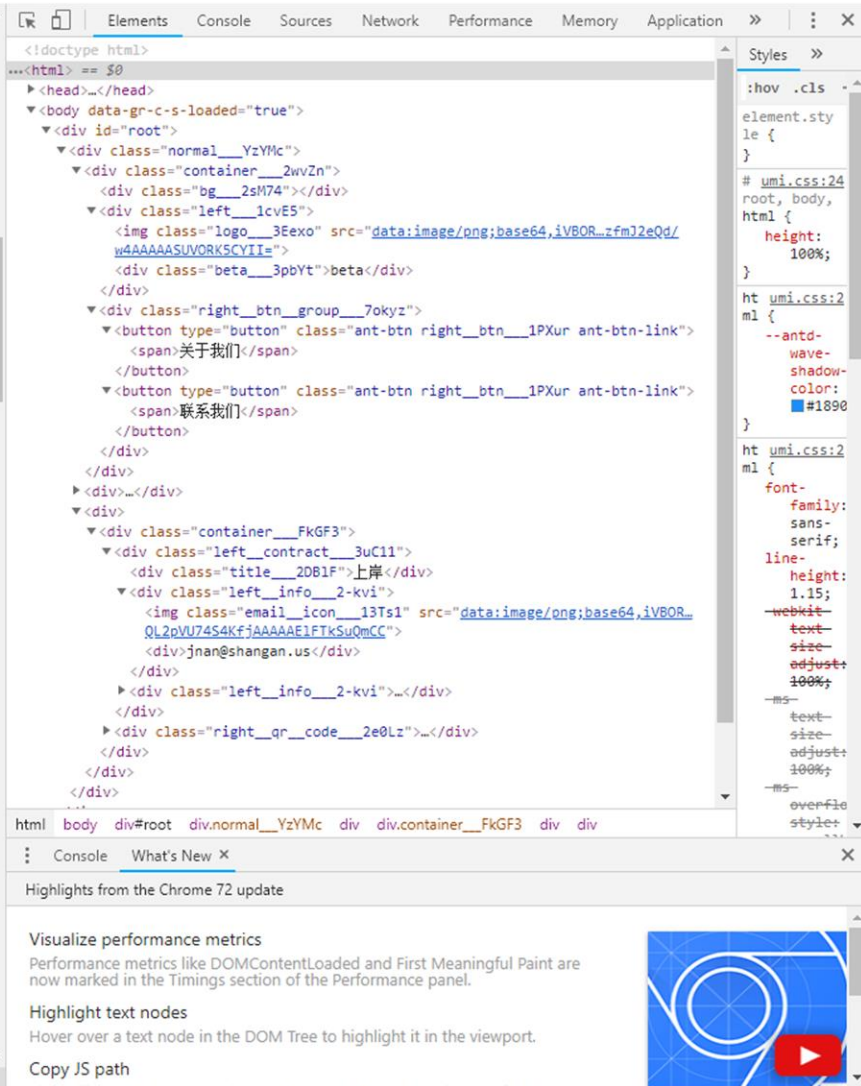 Elements Console Sources Network Performance Memory Application »
<!doctype html>
...<html> == $0
<head>…</head>
<body data-gr-c-s-loaded="true">
<div id="root">
<div class="normal___YzYMc">
<div class="container___2wvZn">
<div class="bg___2sM74"></div>
<div class="left___1cvE5">
<img class="logo___3Eexo" src="data:image/png;base64,iVBOR…zfmJ2eQd/
w4AAAAASUVORK5CYII=">
<div class="beta___3pbYt">beta</div>
</div>
<div class="right__btn__group___7okyz">
<button type="button" class="ant-btn right__btn___1PXur ant-btn-link">
<span>关于我们</span>
</button>
<button type="button" class="ant-btn right__btn___1PXur ant-btn-link">
<span>联系我们</span>
</button>
</div>
</div>
<div>…</div>
<div>
<div class="container___FkGF3">
<div class="left__contract___3uC11">
<div class="title___2DBlF">上岸</div>
<div class="left__info___2-kvi">
<img class="email__icon___13Ts1" src="data:image/png;base64,iVBOR…
QL2pVU74S4KfjAAAAAElFTkSuQmCC">
<div>jnan@shangan.us</div>
</div>
<div class="left__info___2-kvi">…</div>
</div>
<div class="right__qr__code___2e0Lz">…</div>
</div>
</div>
</div>
html body div#root div.normal___YzYMc div div.container___FkGF3 div div
Styles »
:hov .cls
element.sty
le {
}
# umi.css:24
root, body,
html {
height:
100%;
}
ht umi.css:2
ml {
--antd-
wave-
shadow-
color:
#1890
}
ht umi.css:2
ml {
font-
family:
sans-
serif;
line-
height:
1.15;
-webkit-
text-
size-
adjust:
100%;
-ms-
text-
size-
adjust:
100%;
-ms-
overflo
style:
Console What's New ×
Highlights from the Chrome 72 update
Visualize performance metrics
Performance metrics like DOMContentLoaded and First Meaningful Paint are
now marked in the Timings section of the Performance panel.
Highlight text nodes
Hover over a text node in the DOM Tree to highlight it in the viewport.
Copy JS path